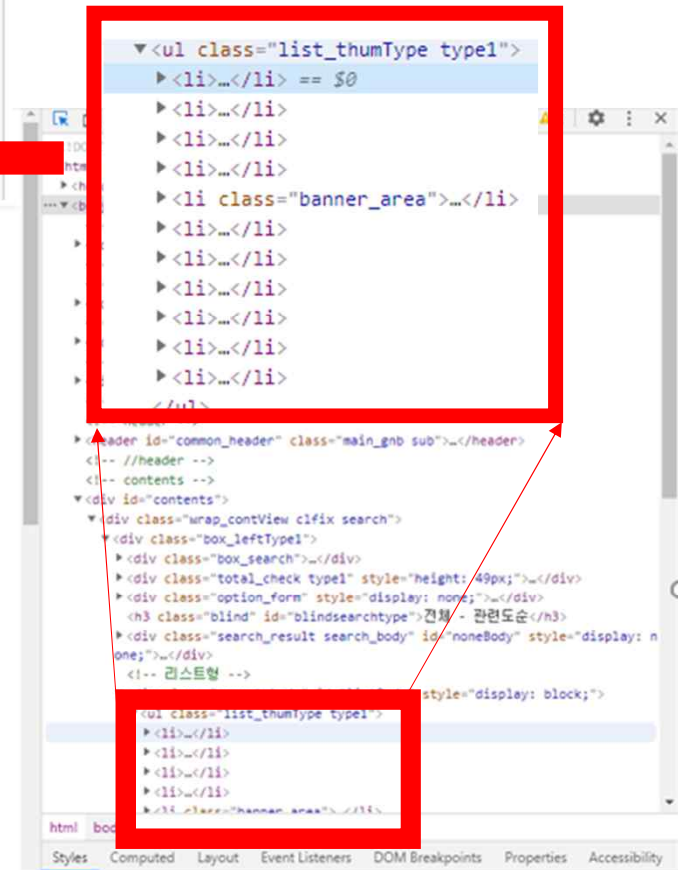 ▼<ul class="list_thumType type1">
▶<li>…</li> == $0
▶<li>…</li>
▶<li>…</li>
▶<li>…</li>
▶<li class="banner_area">…</li>
▶<li>…</li>
▶<li>…</li>
▶<li>…</li>
▶<li>…</li>
▶<li>…</li>
▶<li>…</li>
</ul>
▶<header id="common_header" class="main_gnb sub">…</header>
<!-- //header -->
<!-- contents -->
▼<div id="contents">
▼<div class="wrap_contView clfix search">
▼<div class="box_leftType1">
▶<div class="box_search">…</div>
▶<div class="total_check type1" style="height: 49px;">…</div>
▶<div class="option_form" style="display: none;">…</div>
<h3 class="blind" id="blindsearchtype">전체 - 관련도순</h3>
▶<div class="search_result search_body" id="noneBody" style="display: n
one;">…</div>
<!-- 리스트형 -->
style="display: block;">
<ul class="list_thumType type1">
▶<li>…</li>
▶<li>…</li>
▶<li>…</li>
▶<li>…</li>
▶<li class="banner_area">…</li>
html
Styles Computed Layout Event Listeners DOM Breakpoints Properties Accessibility